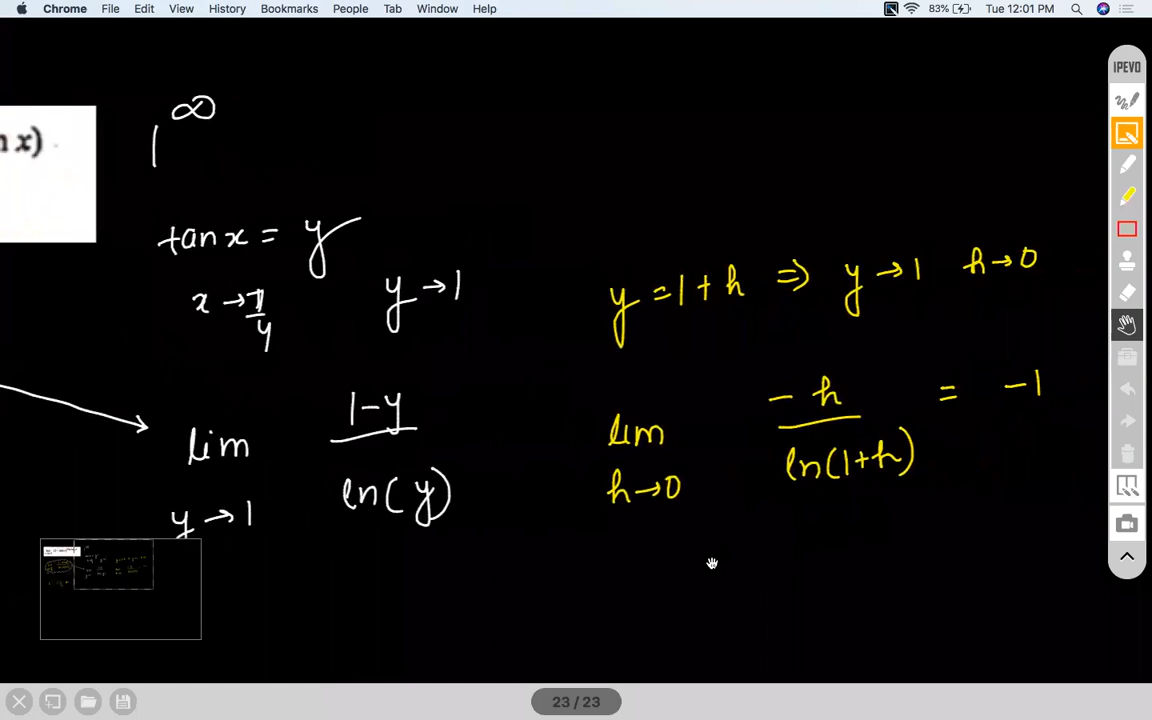 Chrome File Edit View History Bookmarks People Tab Window Help 83% Tue 12:01 PM
IPEVO
n x)
1^∞
tan x = y
x → π/4 y → 1
y = 1 + h ⇒ y → 1 h → 0
lim 1-y / ln(y)
y → 1
lim -h / ln(1+h) = -1
h → 0
23 / 23